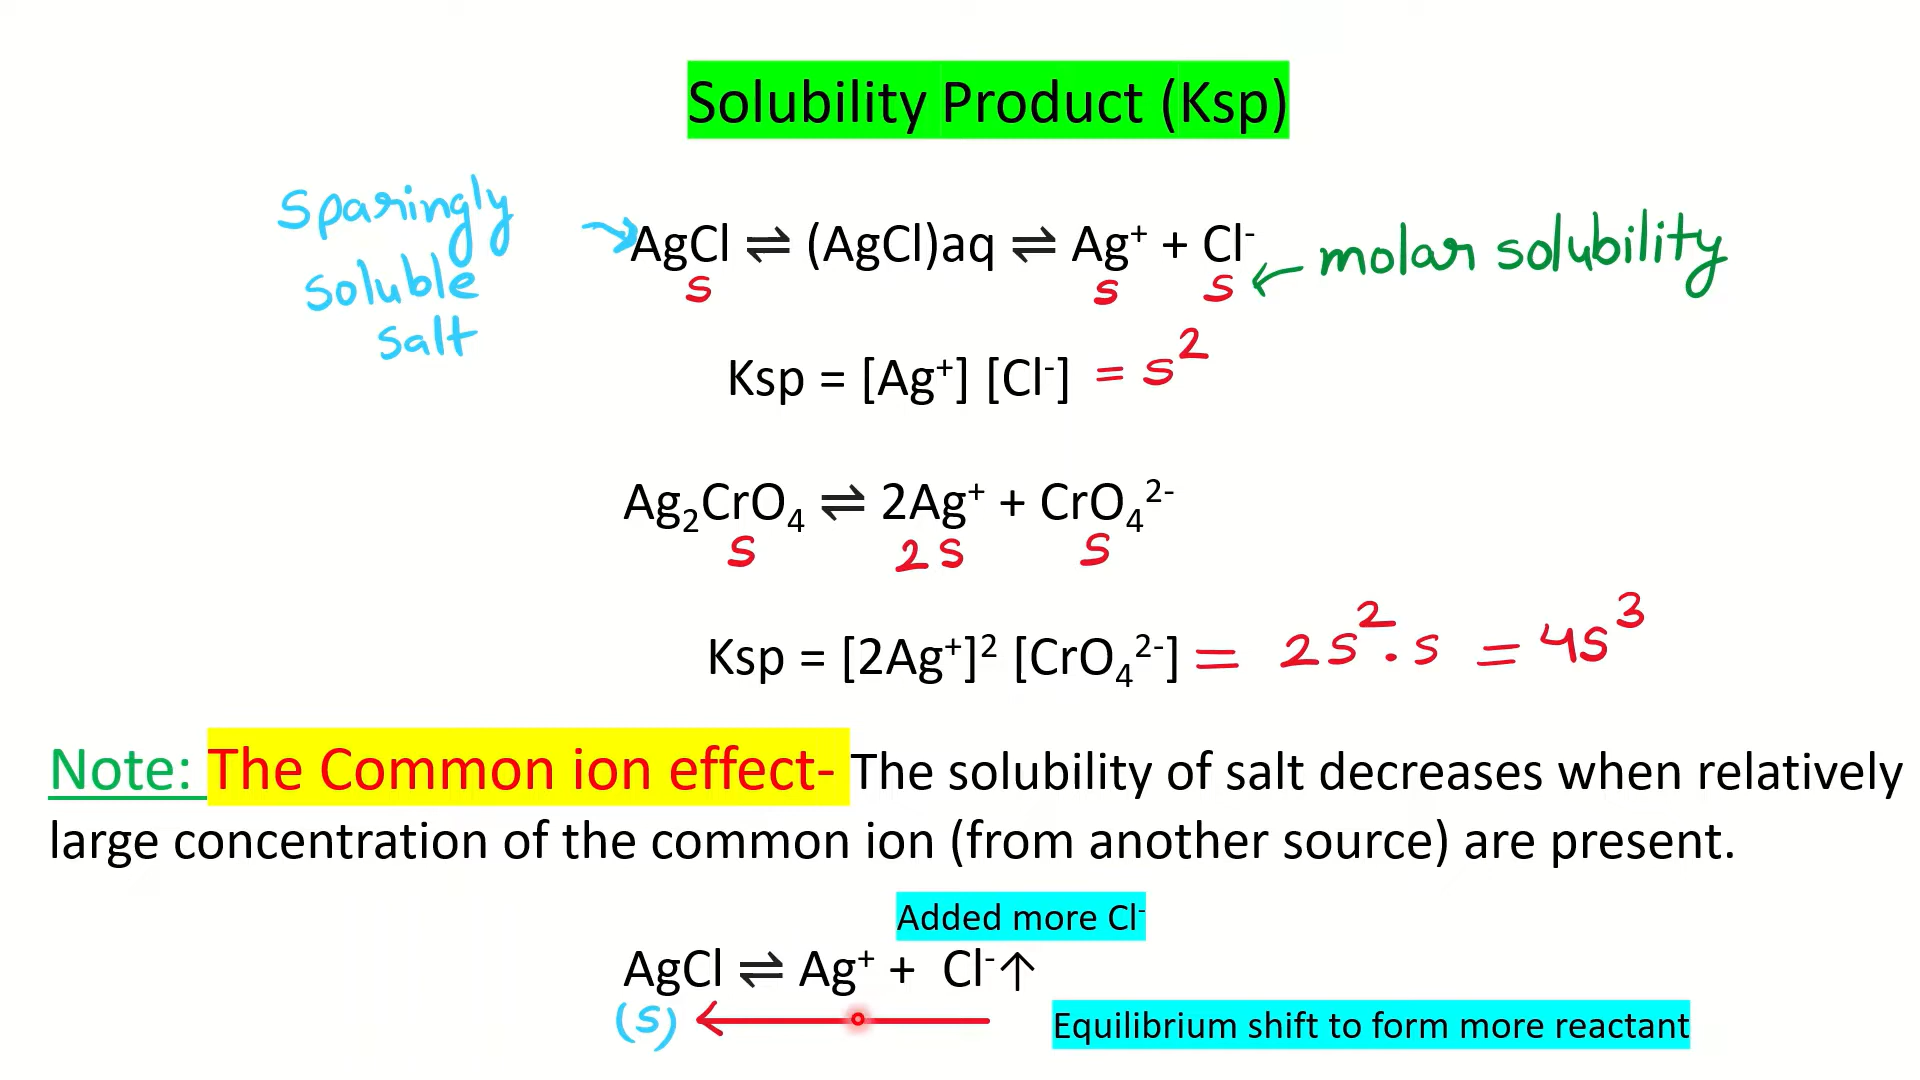 Solubility Product (Ksp)
sparingly
soluble
salt
AgCl ⇌ (AgCl)aq ⇌ Ag⁺ + Cl⁻
molar solubility
s s s
Ksp = [Ag⁺] [Cl⁻] = s²
Ag₂CrO₄ ⇌ 2Ag⁺ + CrO₄²⁻
s 2s s
Ksp = [2Ag⁺]² [CrO₄²⁻] = 2s².s = 4s³
Note: The Common ion effect- The solubility of salt decreases when relatively
large concentration of the common ion (from another source) are present.
Added more Cl⁻
AgCl ⇌ Ag⁺ + Cl⁻↑
(s)
Equilibrium shift to form more reactant